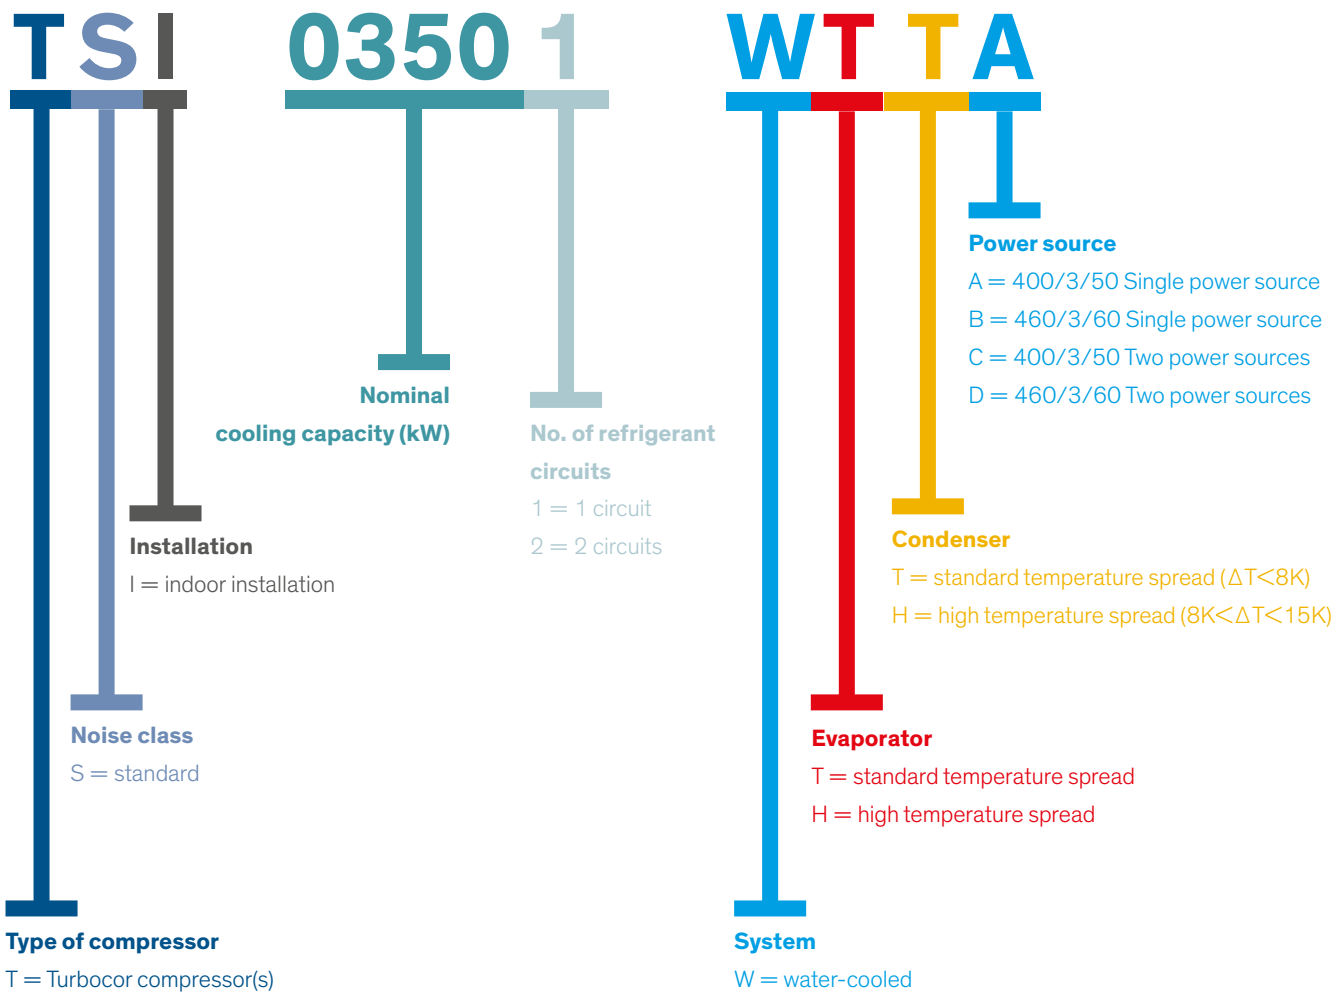 TSI 0350 1 WTTA
Power source
A = 400/3/50 Single power source
B = 460/3/60 Single power source
C = 400/3/50 Two power sources
D = 460/3/60 Two power sources
Nominal
cooling capacity (kW)
No. of refrigerant
circuits
1 = 1 circuit
2 = 2 circuits
Installation
I = indoor installation
Condenser
T = standard temperature spread (ΔT<8K)
H = high temperature spread (8K<ΔT<15K)
Noise class
S = standard
Evaporator
T = standard temperature spread
H = high temperature spread
Type of compressor
T = Turbocor compressor(s)
System
W = water-cooled